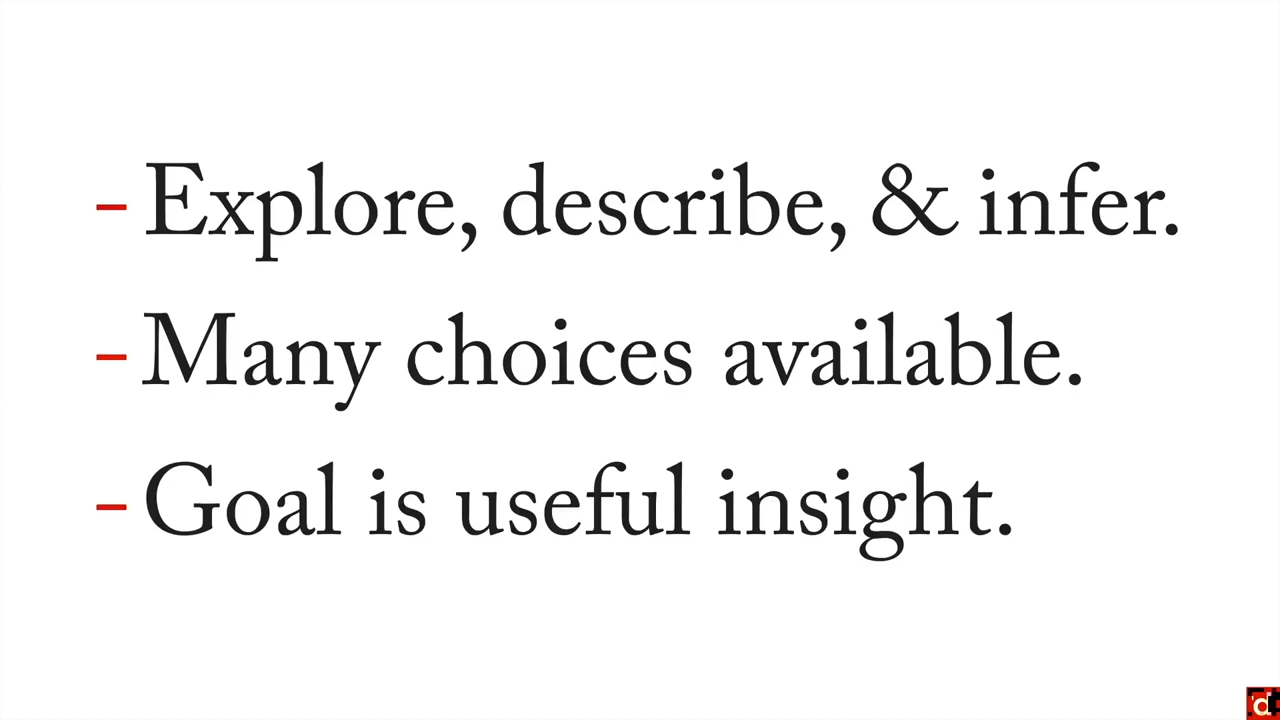 - Explore, describe, & infer.
- Many choices available.
- Goal is useful insight.
d